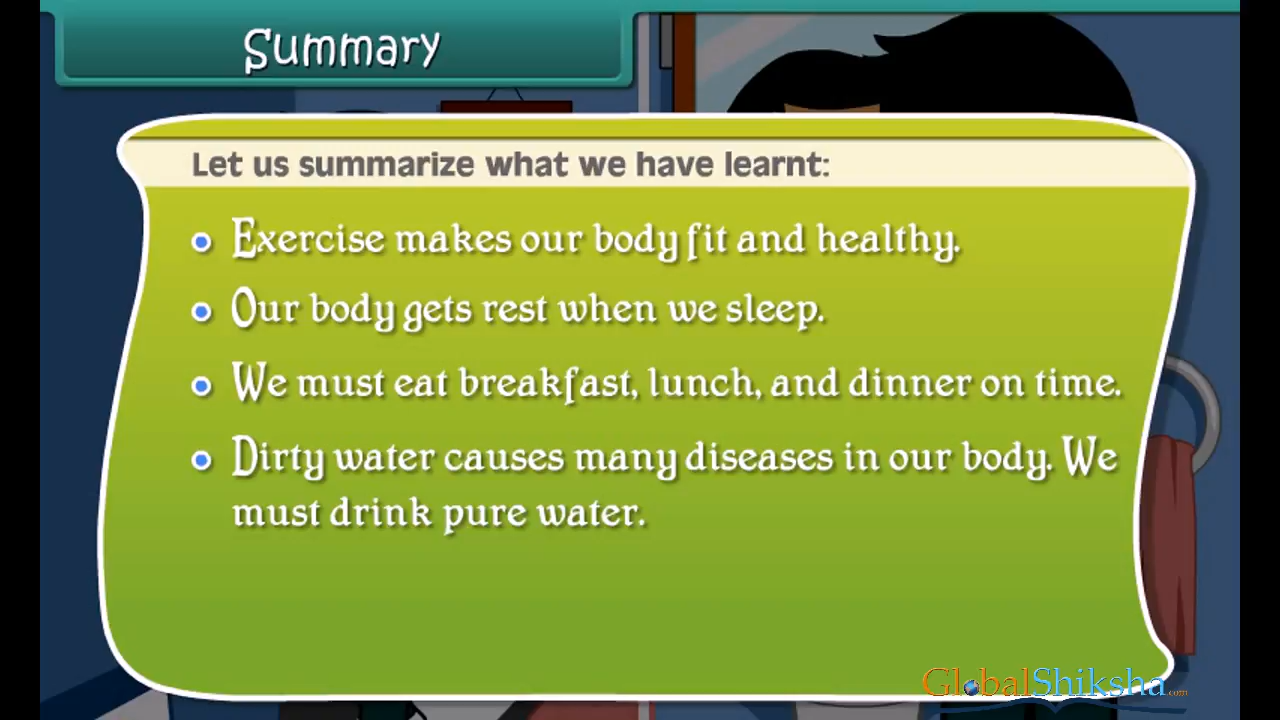 Summary
Let us summarize what we have learnt:
Exercise makes our body fit and healthy.
Our body gets rest when we sleep.
We must eat breakfast, lunch, and dinner on time.
Dirty water causes many diseases in our body. We
must drink pure water.
GlobalShiksha.com